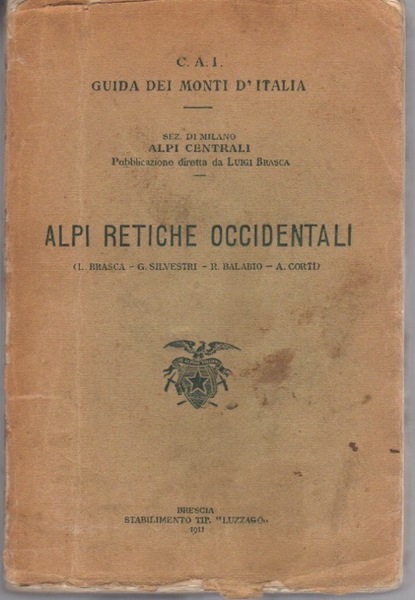 C. A. I.
GUIDA DEI MONTI D'ITALIA
SEZ. DI MILANO
ALPI CENTRALI
Pubblicazione diretta da LUIGI BRASCA
ALPI RETICHE OCCIDENTALI
(L. BRASCA - G. SILVESTRI - R. BALABIO - A. CORTI)
BRESCIA
STABILIMENTO TIP. "LUZZAGO"
1911